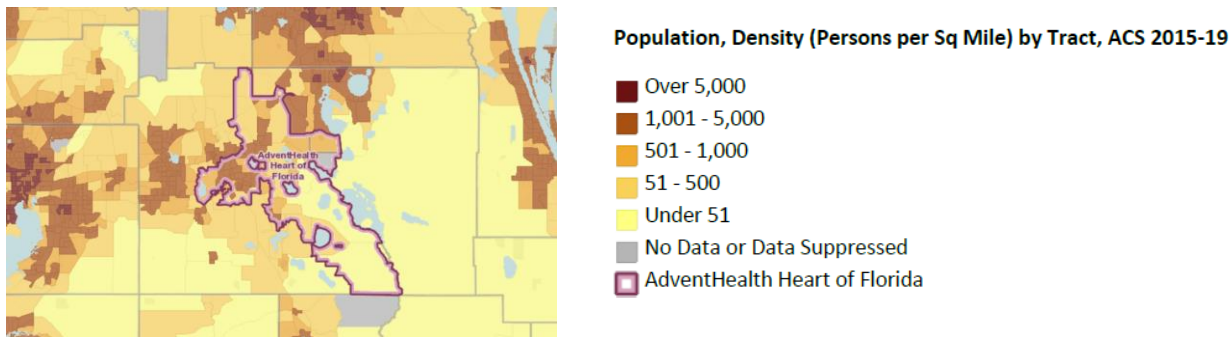 AdventHealth
Heart of
Florida
Population, Density (Persons per Sq Mile) by Tract, ACS 2015-19
Over 5,000
1,001 - 5,000
501 - 1,000
51 - 500
Under 51
No Data or Data Suppressed
AdventHealth Heart of Florida